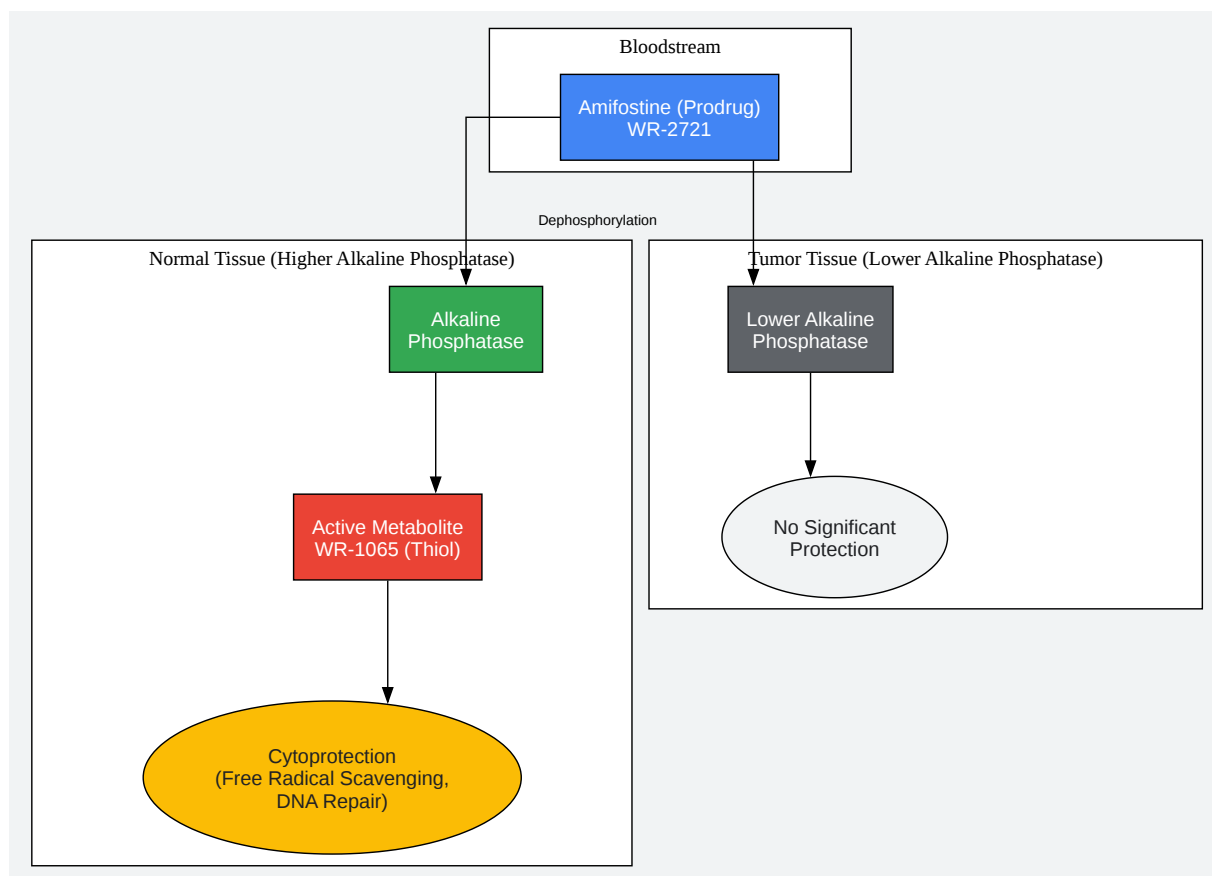 Bloodstream
Amifostine (Prodrug)
WR-2721
Dephosphorylation
Normal Tissue (Higher Alkaline Phosphatase)
Alkaline
Phosphatase
Active Metabolite
WR-1065 (Thiol)
Cytoprotection
(Free Radical Scavenging,
DNA Repair)
Tumor Tissue (Lower Alkaline Phosphatase)
Lower Alkaline
Phosphatase
No Significant
Protection